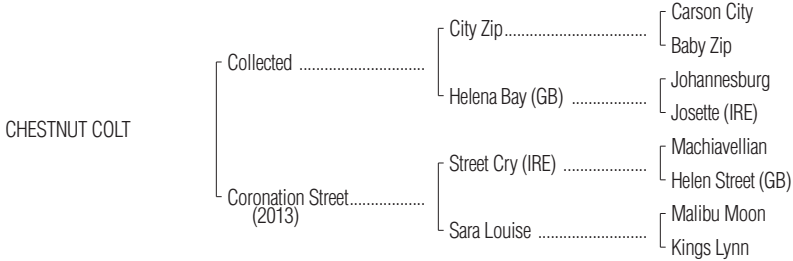 Carson City
City Zip
Baby Zip
Collected
Johannesburg
Helena Bay (GB)
Josette (IRE)
CHESTNUT COLT
Machiavellian
Street Cry (IRE)
Helen Street (GB)
Coronation Street
(2013)
Malibu Moon
Sara Louise
Kings Lynn